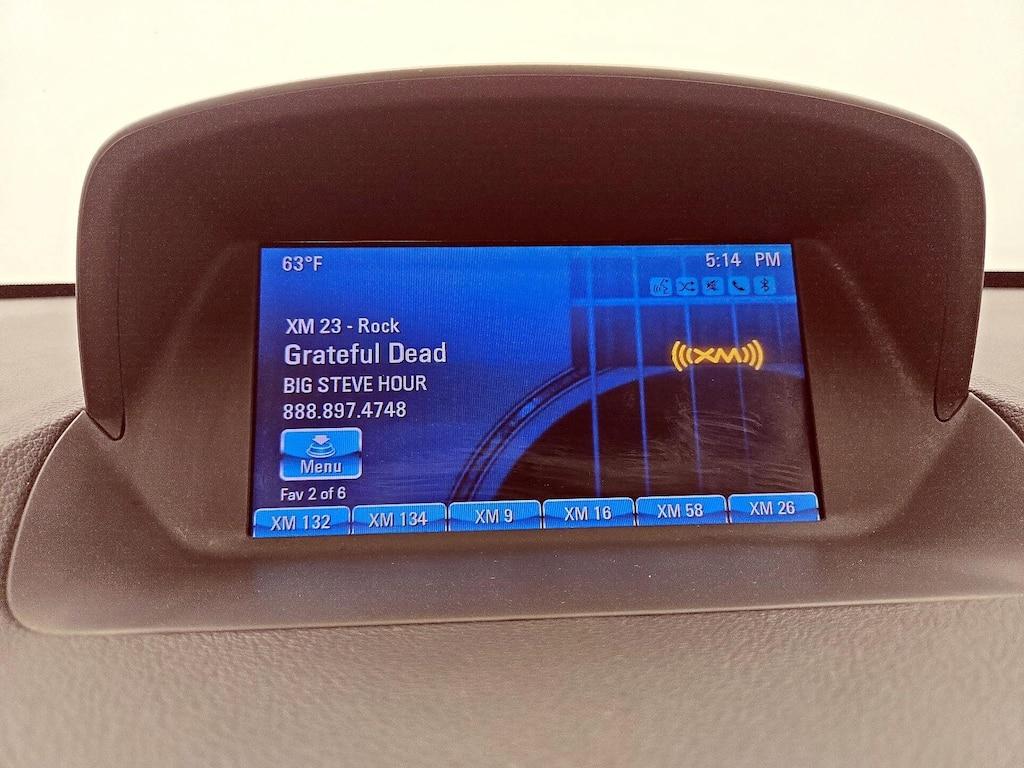 63°F
5:14 PM
XM 23 - Rock
Grateful Dead
((XM))
BIG STEVE HOUR
888.897.4748
Menu
Fav 2 of 6
XM 132
XM 134
XM 9
XM 16
XM 58
XM 26